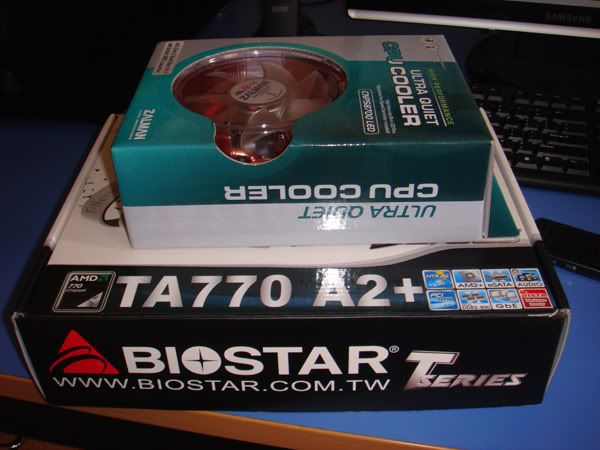 SAMSUNG
HIGH PERFORMANCE
ULTRA QUIET
CPU COOLER
CNPS8700 LED
ZALMAN
ZALMAN
CPU COOLER
ULTRA QUIET
AMD
770
TA770 A2+
AM2+
eSATA
AUDIO
GbE
BIOSTAR®
T SERIES
WWW.BIOSTAR.COM.TW